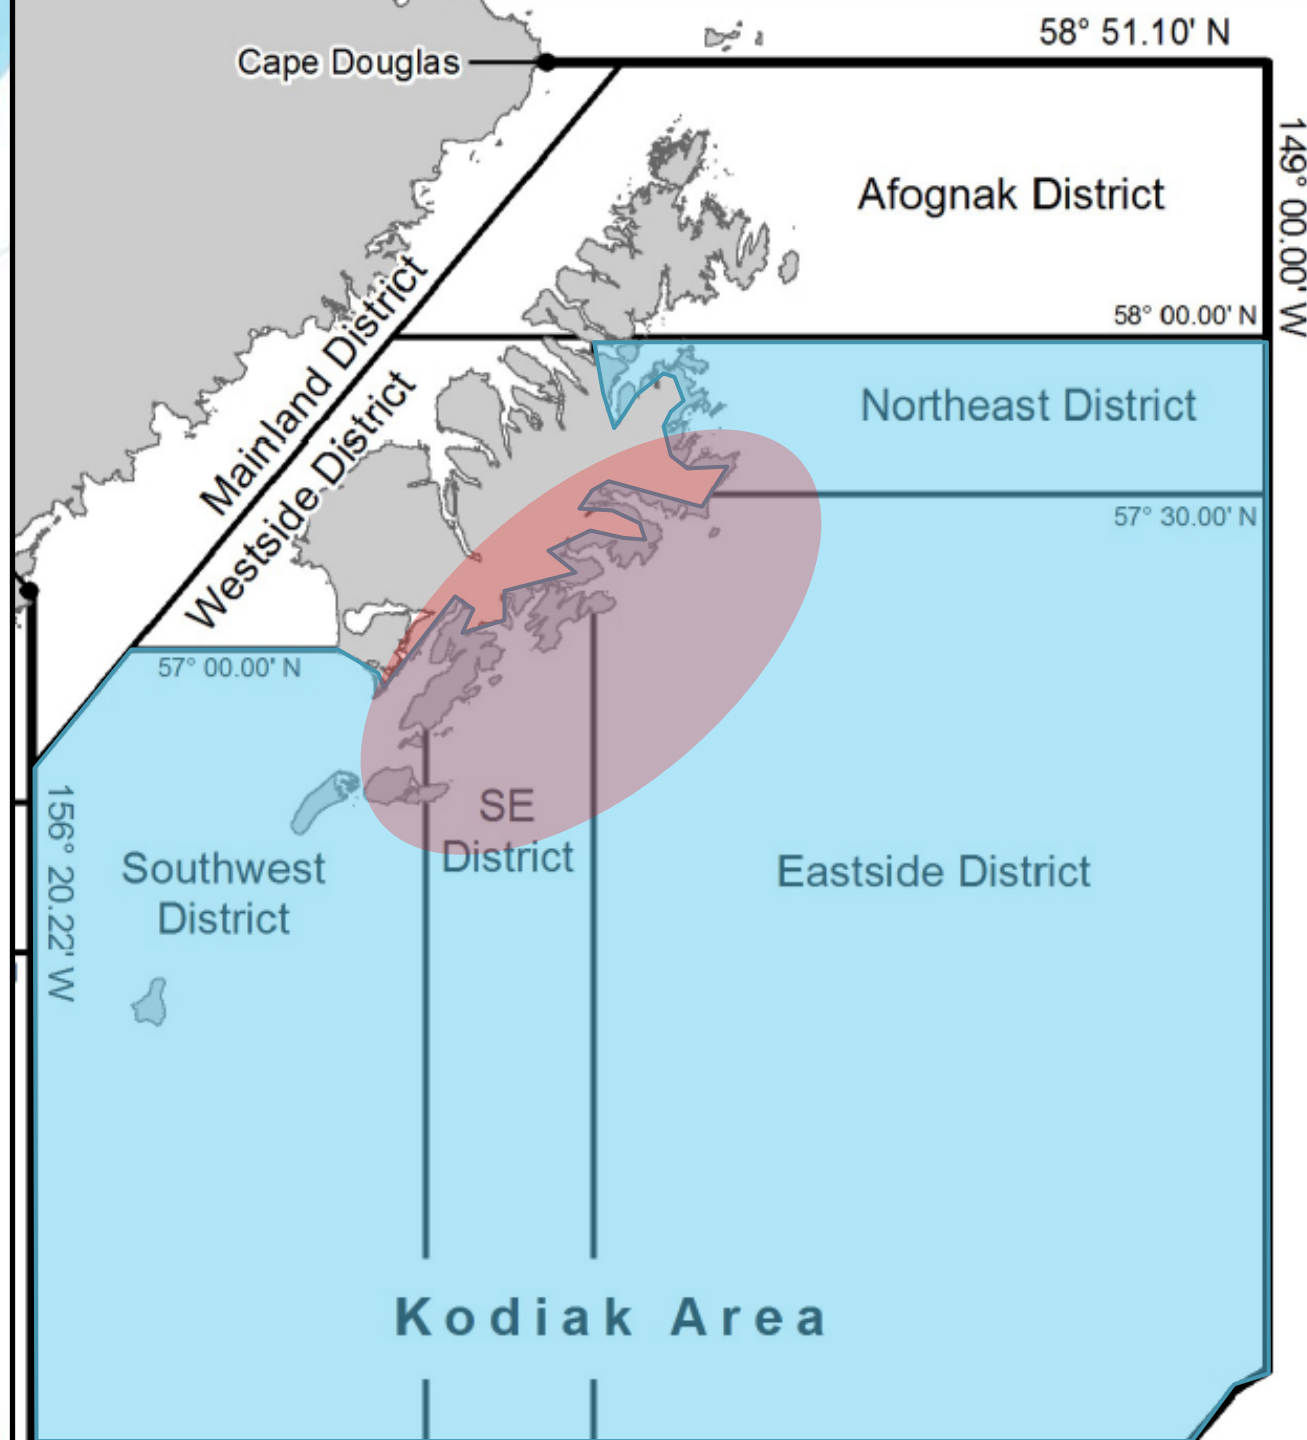 58° 51.10' N
Cape Douglas
149° 00.00' W
Afognak District
58° 00.00' N
Mainland District
Westside District
Northeast District
57° 30.00' N
57° 00.00' N
156° 20.22' W
SE
District
Southwest
District
Eastside District
Kodiak Area